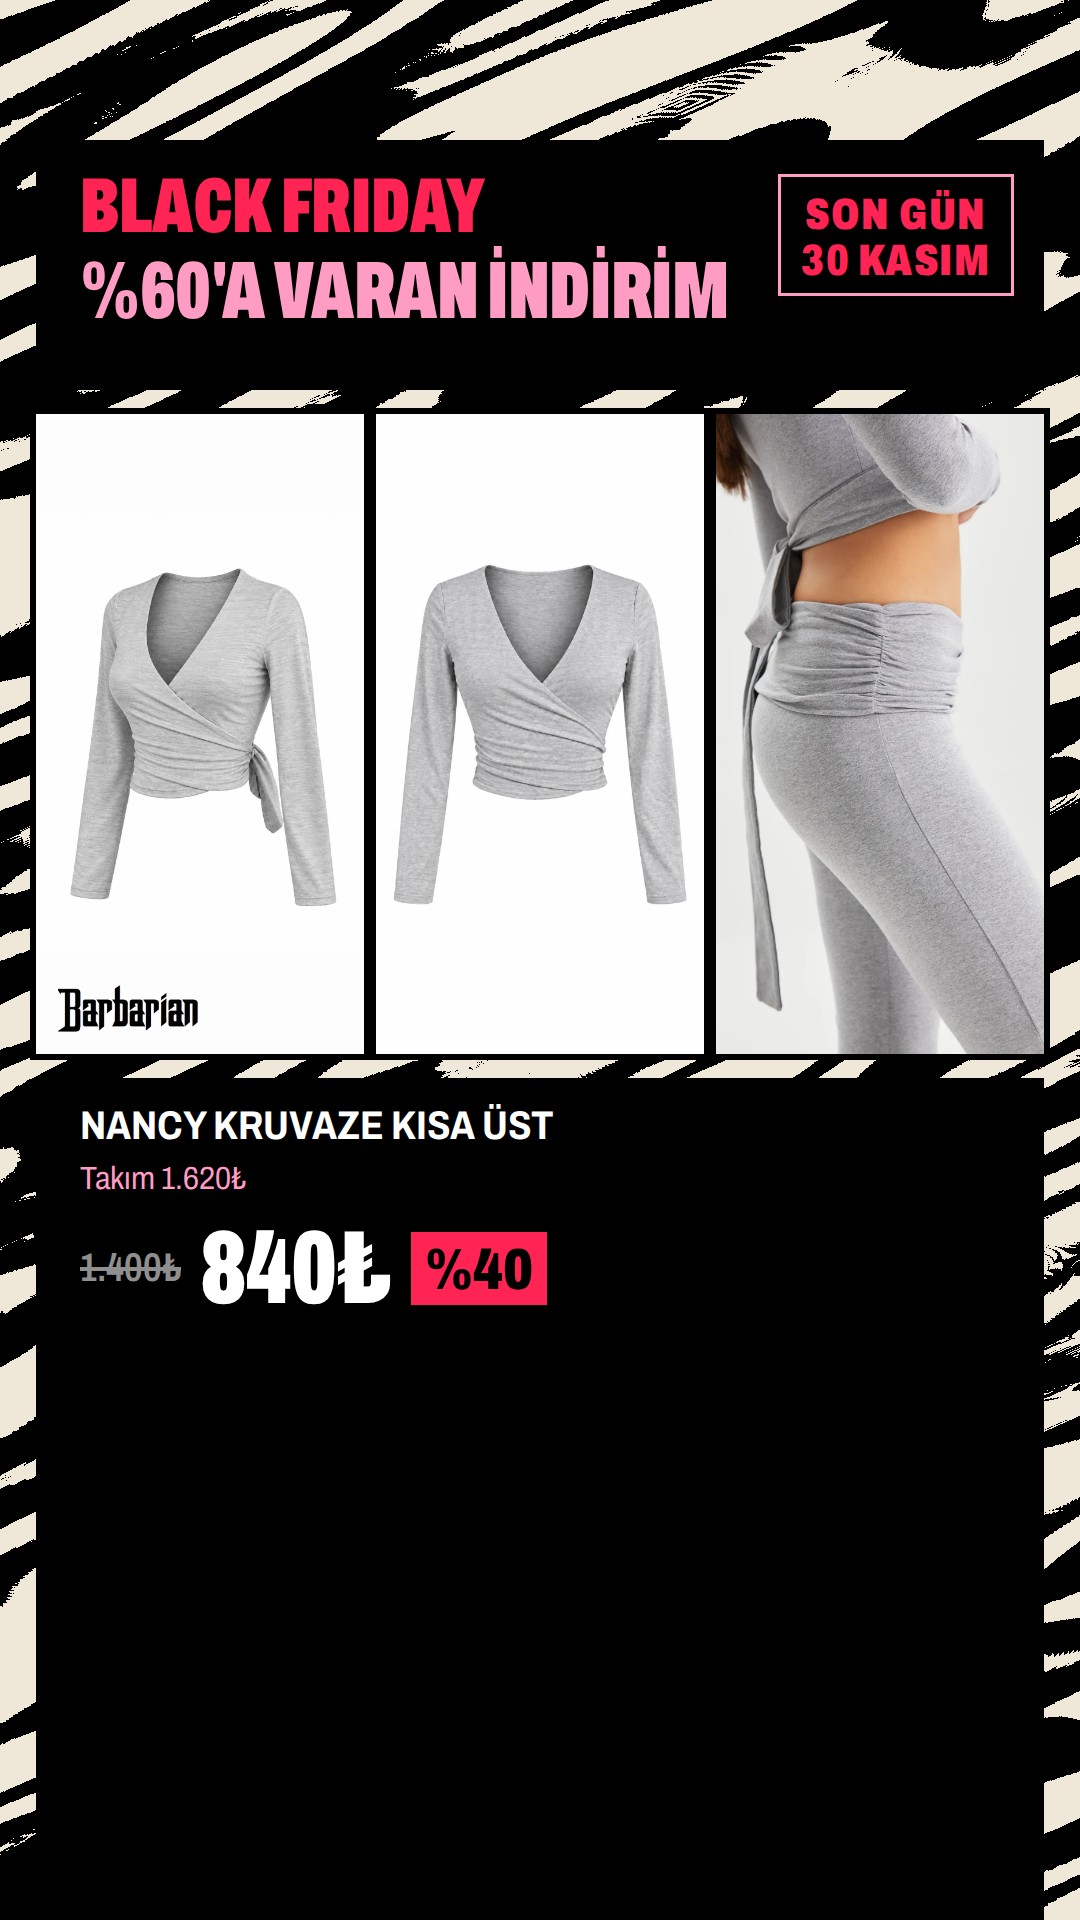 BLACK FRIDAY
%60'A VARAN İNDİRİM
SON GÜN
30 KASIM
Barbarian
NANCY KRUVAZE KISA ÜST
Takım 1.620₺
1.400₺ 840₺ %40